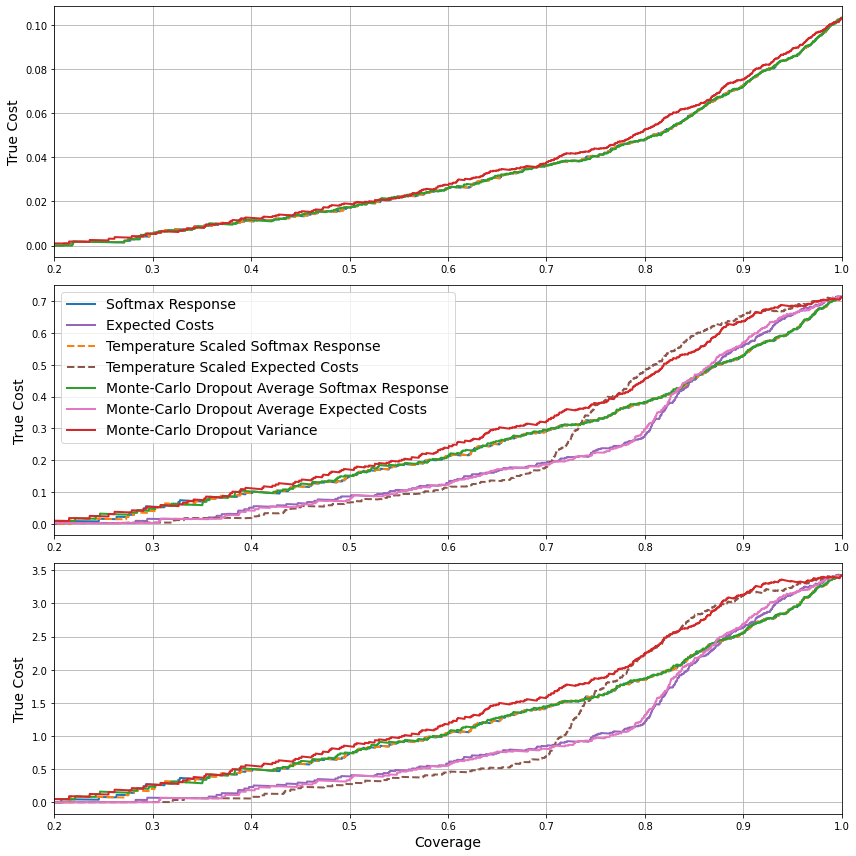 True Cost
0.10
0.08
0.06
0.04
0.02
0.00
0.2 0.3 0.4 0.5 0.6 0.7 0.8 0.9 1.0
True Cost
0.7
0.6
0.5
0.4
0.3
0.2
0.1
0.0
Softmax Response
Expected Costs
Temperature Scaled Softmax Response
Temperature Scaled Expected Costs
Monte-Carlo Dropout Average Softmax Response
Monte-Carlo Dropout Average Expected Costs
Monte-Carlo Dropout Variance
0.2 0.3 0.4 0.5 0.6 0.7 0.8 0.9 1.0
True Cost
3.5
3.0
2.5
2.0
1.5
1.0
0.5
0.0
0.2 0.3 0.4 0.5 0.6 0.7 0.8 0.9 1.0
Coverage